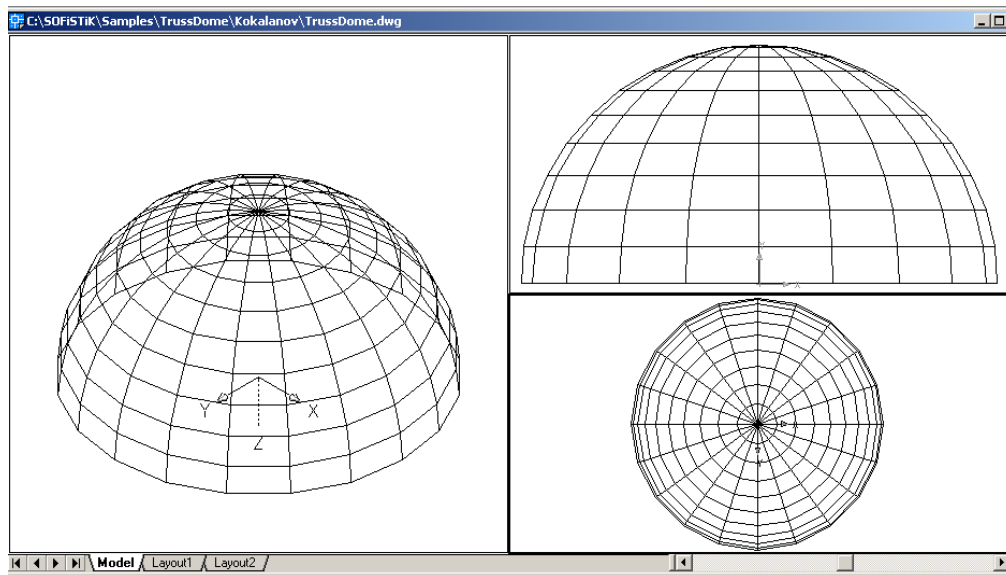 C:\SOFiSTiK\Samples\TrussDome\Kokalanov\TrussDome.dwg
Y X
Z
Y
X
X
Y
Model Layout1 Layout2